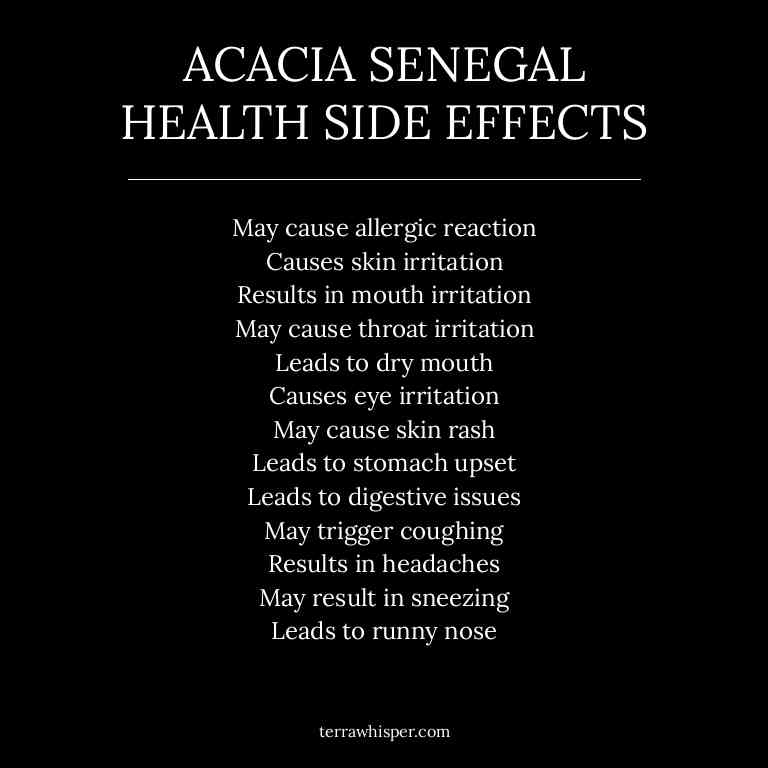 ACACIA SENEGAL
HEALTH SIDE EFFECTS
May cause allergic reaction
Causes skin irritation
Results in mouth irritation
May cause throat irritation
Leads to dry mouth
Causes eye irritation
May cause skin rash
Leads to stomach upset
Leads to digestive issues
May trigger coughing
Results in headaches
May result in sneezing
Leads to runny nose
terrawhisper.com